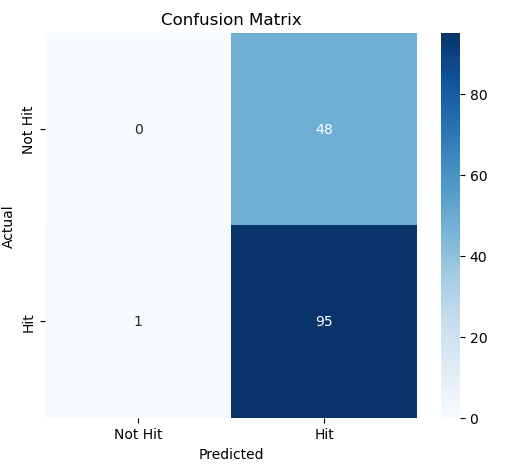 Confusion Matrix
Actual
Not Hit
0
48
Hit
1
95
Not Hit
Hit
Predicted
80
60
40
20
0